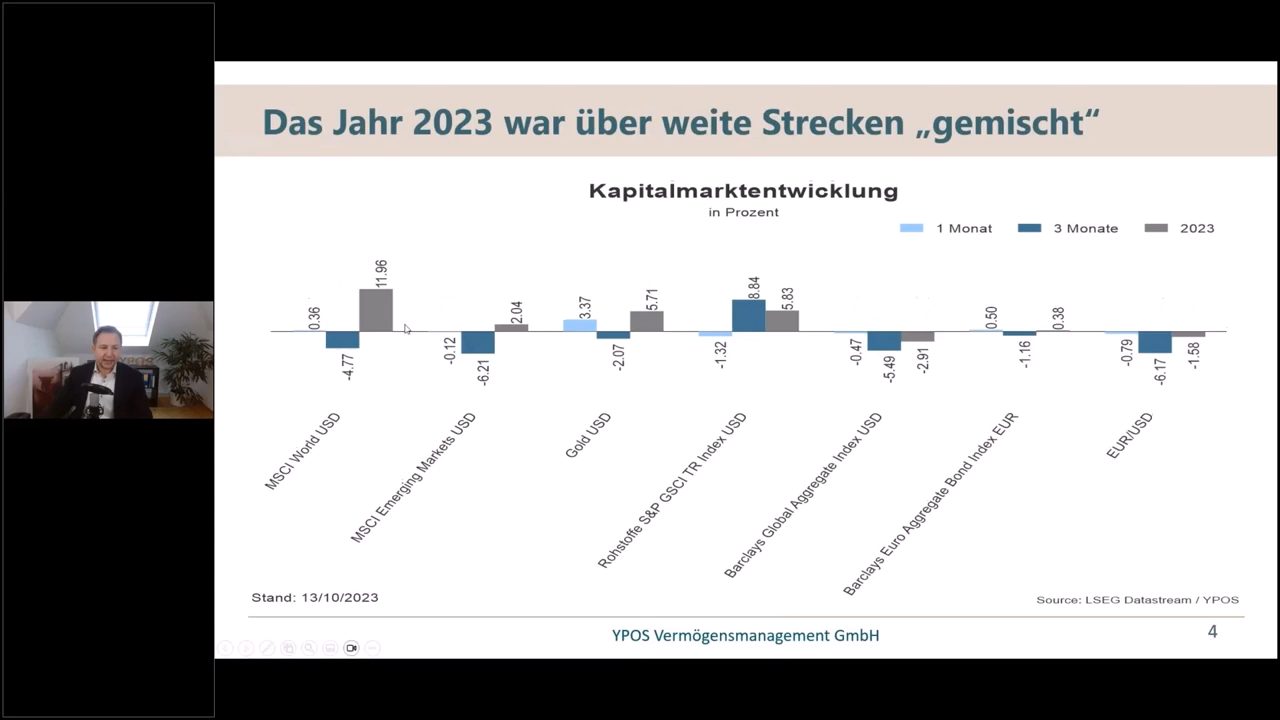 Das Jahr 2023 war über weite Strecken „gemischt“
Kapitalmarktentwicklung
in Prozent
1 Monat 3 Monate 2023
0.36 -4.77 11.96
-0.12 -6.21 2.04
3.37 -2.07 5.71
-1.32 8.84 5.83
-0.47 -5.49 -2.91
0.50 -1.16 0.38
-0.79 -6.17 -1.58
MSCI World USD
MSCI Emerging Markets USD
Gold USD
Rohstoffe S&P GSCI TR Index USD
Barclays Global Aggregate Index USD
Barclays Euro Aggregate Bond Index EUR
EUR/USD
Stand: 13/10/2023
Source: LSEG Datastream / YPOS
YPOS Vermögensmanagement GmbH
4
YPOS